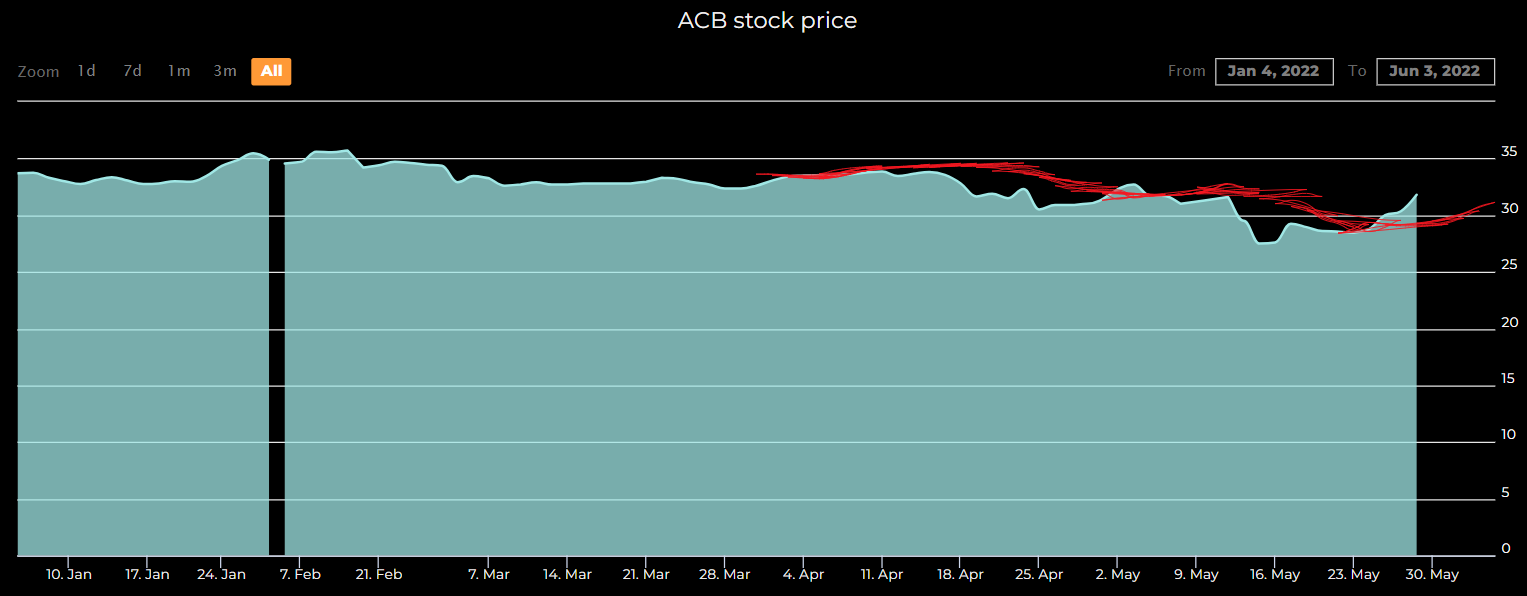 ACB stock price
Zoom 1d 7d 1m 3m All From Jan 4, 2022 To Jun 3, 2022
35
30
25
20
15
10
5
0
10. Jan 17. Jan 24. Jan 7. Feb 21. Feb 7. Mar 14. Mar 21. Mar 28. Mar 4. Apr 11. Apr 18. Apr 25. Apr 2. May 9. May 16. May 23. May 30. May